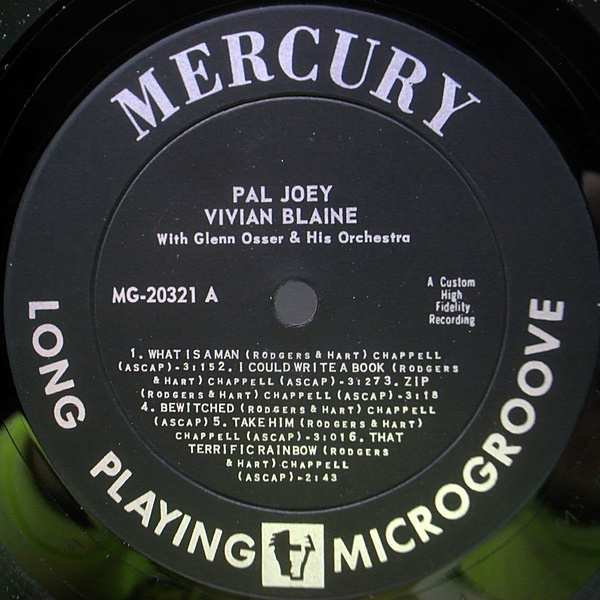 MERCURY
PAL JOEY
VIVIAN BLAINE
With Glenn Osser & His Orchestra
MG-20321 A
A Custom
High
Fidelity
Recording
1. WHAT IS A MAN (RODGERS & HART) CHAPPELL
(ASCAP)-3:15 2. I COULD WRITE A BOOK (RODGERS
& HART) CHAPPELL (ASCAP)-3:27 3. ZIP
(RODGERS & HART) CHAPPELL (ASCAP)-3:18
4. BEWITCHED (RODGERS & HART) CHAPPELL
(ASCAP) 5. TAKE HIM (RODGERS & HART)
CHAPPELL (ASCAP)-3:01 6. THAT
TERRIFIC RAINBOW (RODGERS
& HART) CHAPPELL
(ASCAP)-2:43
LONG PLAYING MICROGROOVE